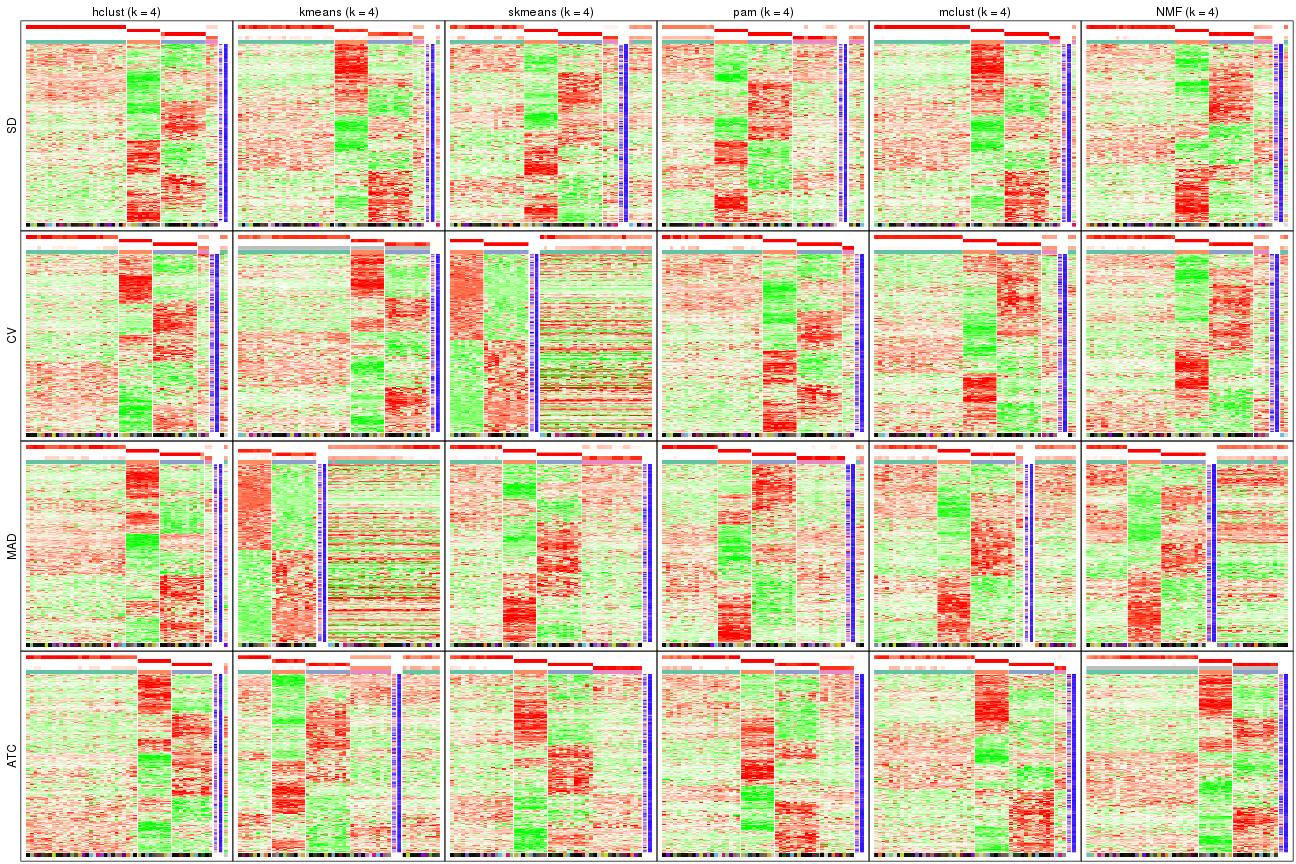 hclust (k = 4)
kmeans (k = 4)
skmeans (k = 4)
pam (k = 4)
mclust (k = 4)
NMF (k = 4)
SD
CV
MAD
ATC